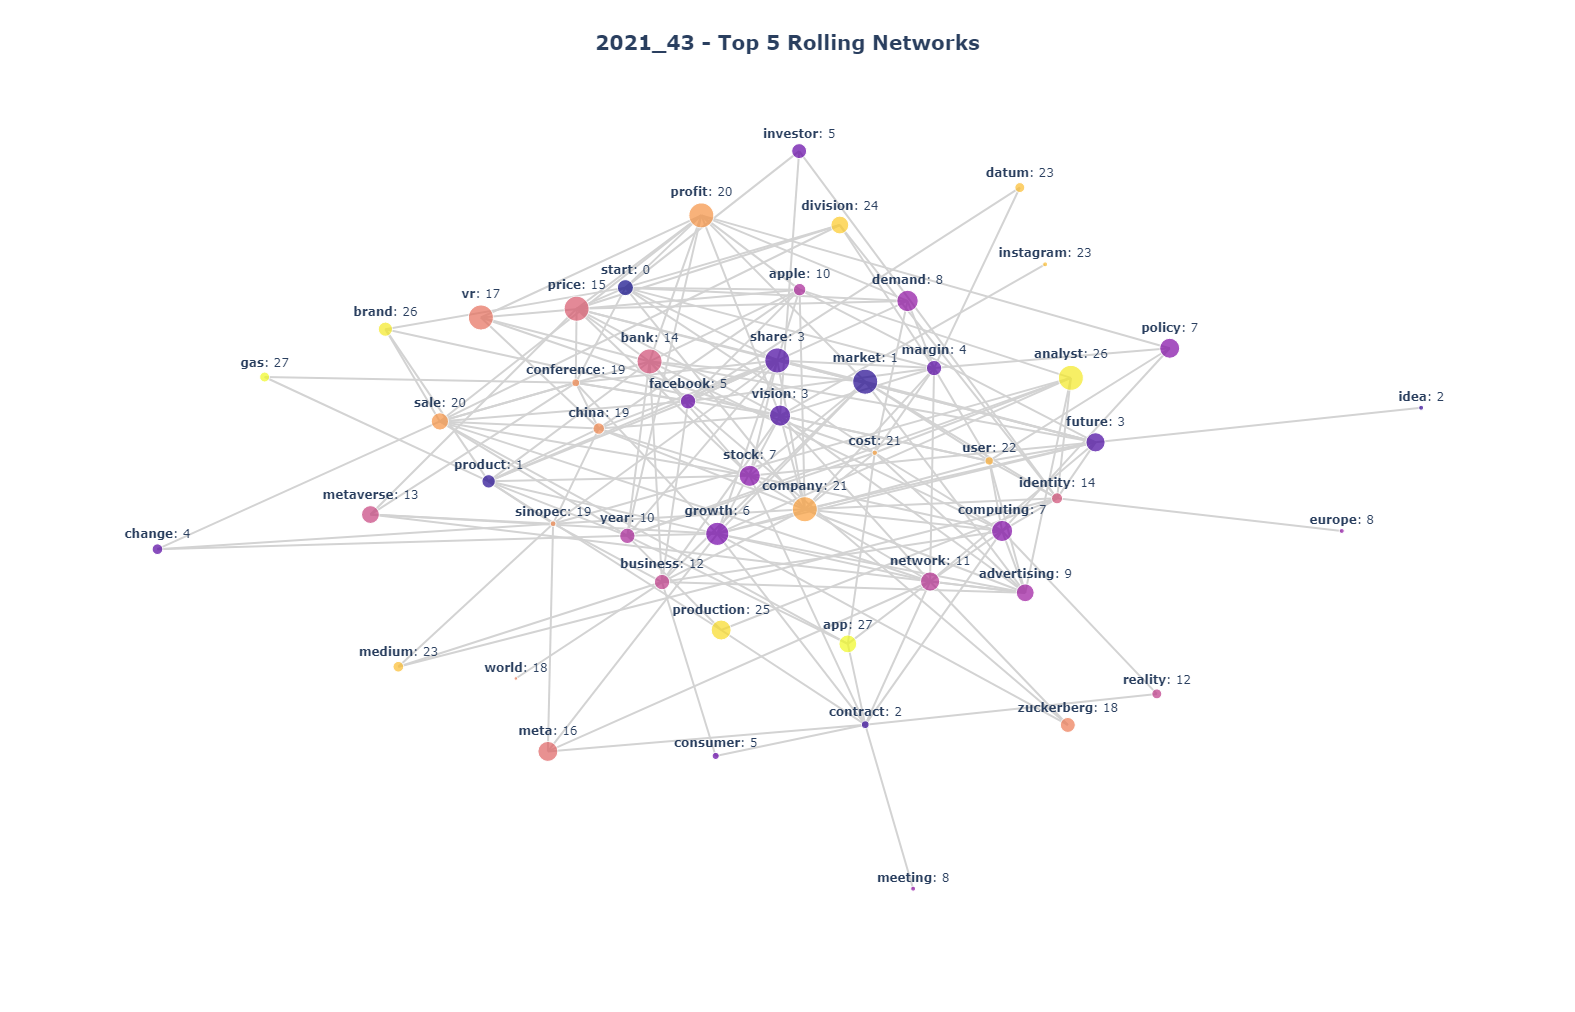 2021_43 - Top 5 Rolling Networks
investor: 5
datum: 23
profit: 20
division: 24
instagram: 23
start: 0
apple: 10
demand: 8
price: 15
vr: 17
brand: 26
policy: 7
bank: 14
share: 3
market: 1
margin: 4
analyst: 26
gas: 27
conference: 19
facebook: 5
vision: 3
idea: 2
sale: 20
china: 19
future: 3
cost: 21
user: 22
stock: 7
product: 1
company: 21
identity: 14
metaverse: 13
sinopec: 19
year: 10
growth: 6
computing: 7
europe: 8
change: 4
business: 12
network: 11
advertising: 9
production: 25
app: 27
medium: 23
world: 18
reality: 12
contract: 2
zuckerberg: 18
meta: 16
consumer: 5
meeting: 8